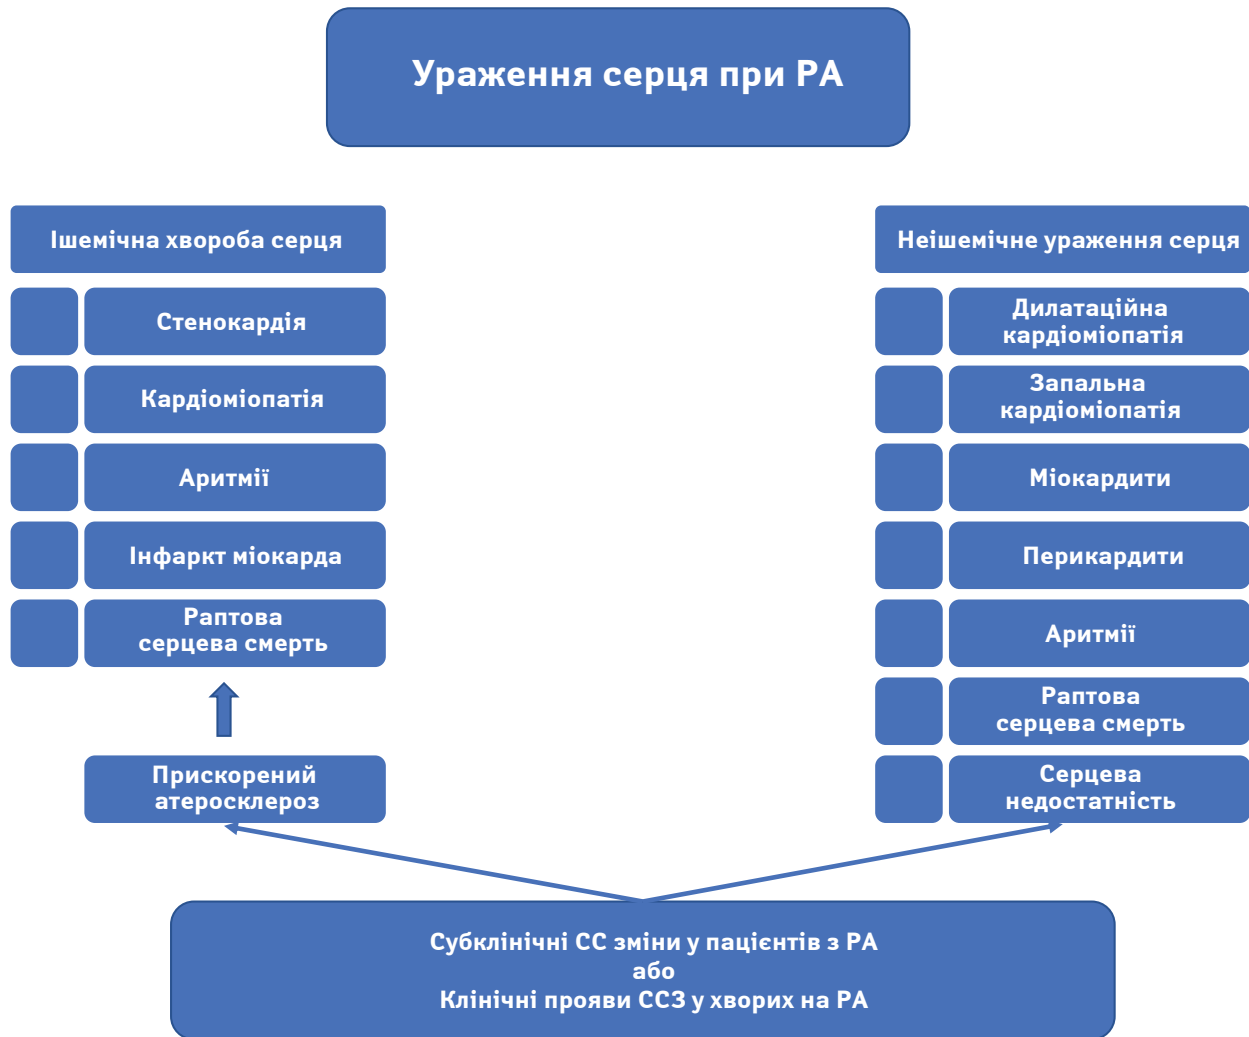 Ураження серця при РА
Ішемічна хвороба серця
Стенокардія
Кардіоміопатія
Аритмії
Інфаркт міокарда
Раптова
серцева смерть
Прискорений
атеросклероз
Неішемічне ураження серця
Дилатаційна
кардіоміопатія
Запальна
кардіоміопатія
Міокардити
Перикардити
Аритмії
Раптова
серцева смерть
Серцева
недостатність
Субклінічні СС зміни у пацієнтів з РА
або
Клінічні прояви ССЗ у хворих на РА